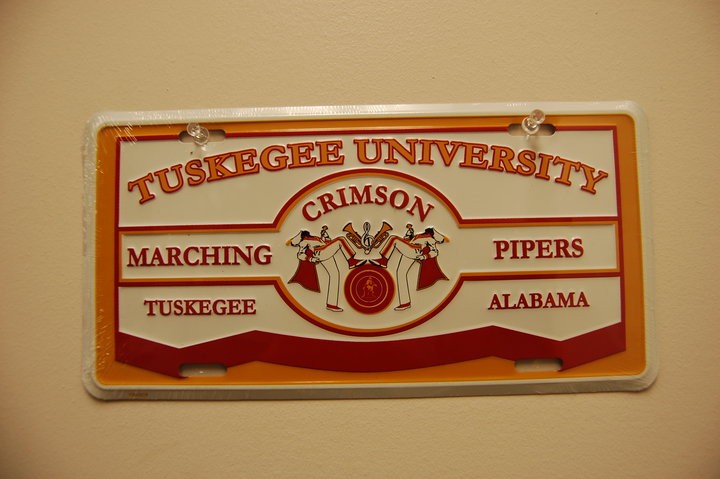 TUSKEGEE UNIVERSITY
CRIMSON
MARCHING PIPERS
TUSKEGEE ALABAMA